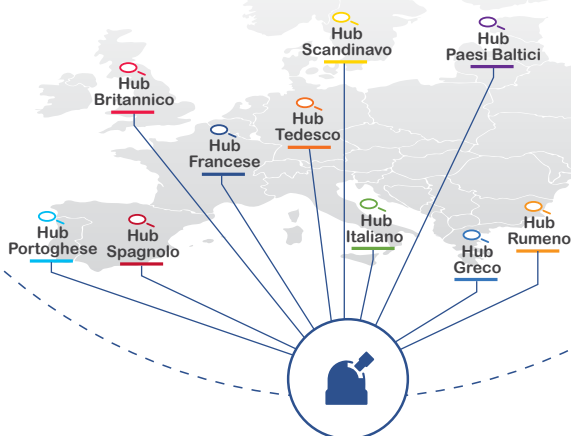 Hub
Scandinavo
Hub
Paesi Baltici
Hub
Britannico
Hub
Tedesco
Hub
Francese
Hub
Portoghese
Hub
Spagnolo
Hub
Italiano
Hub
Greco
Hub
Rumeno